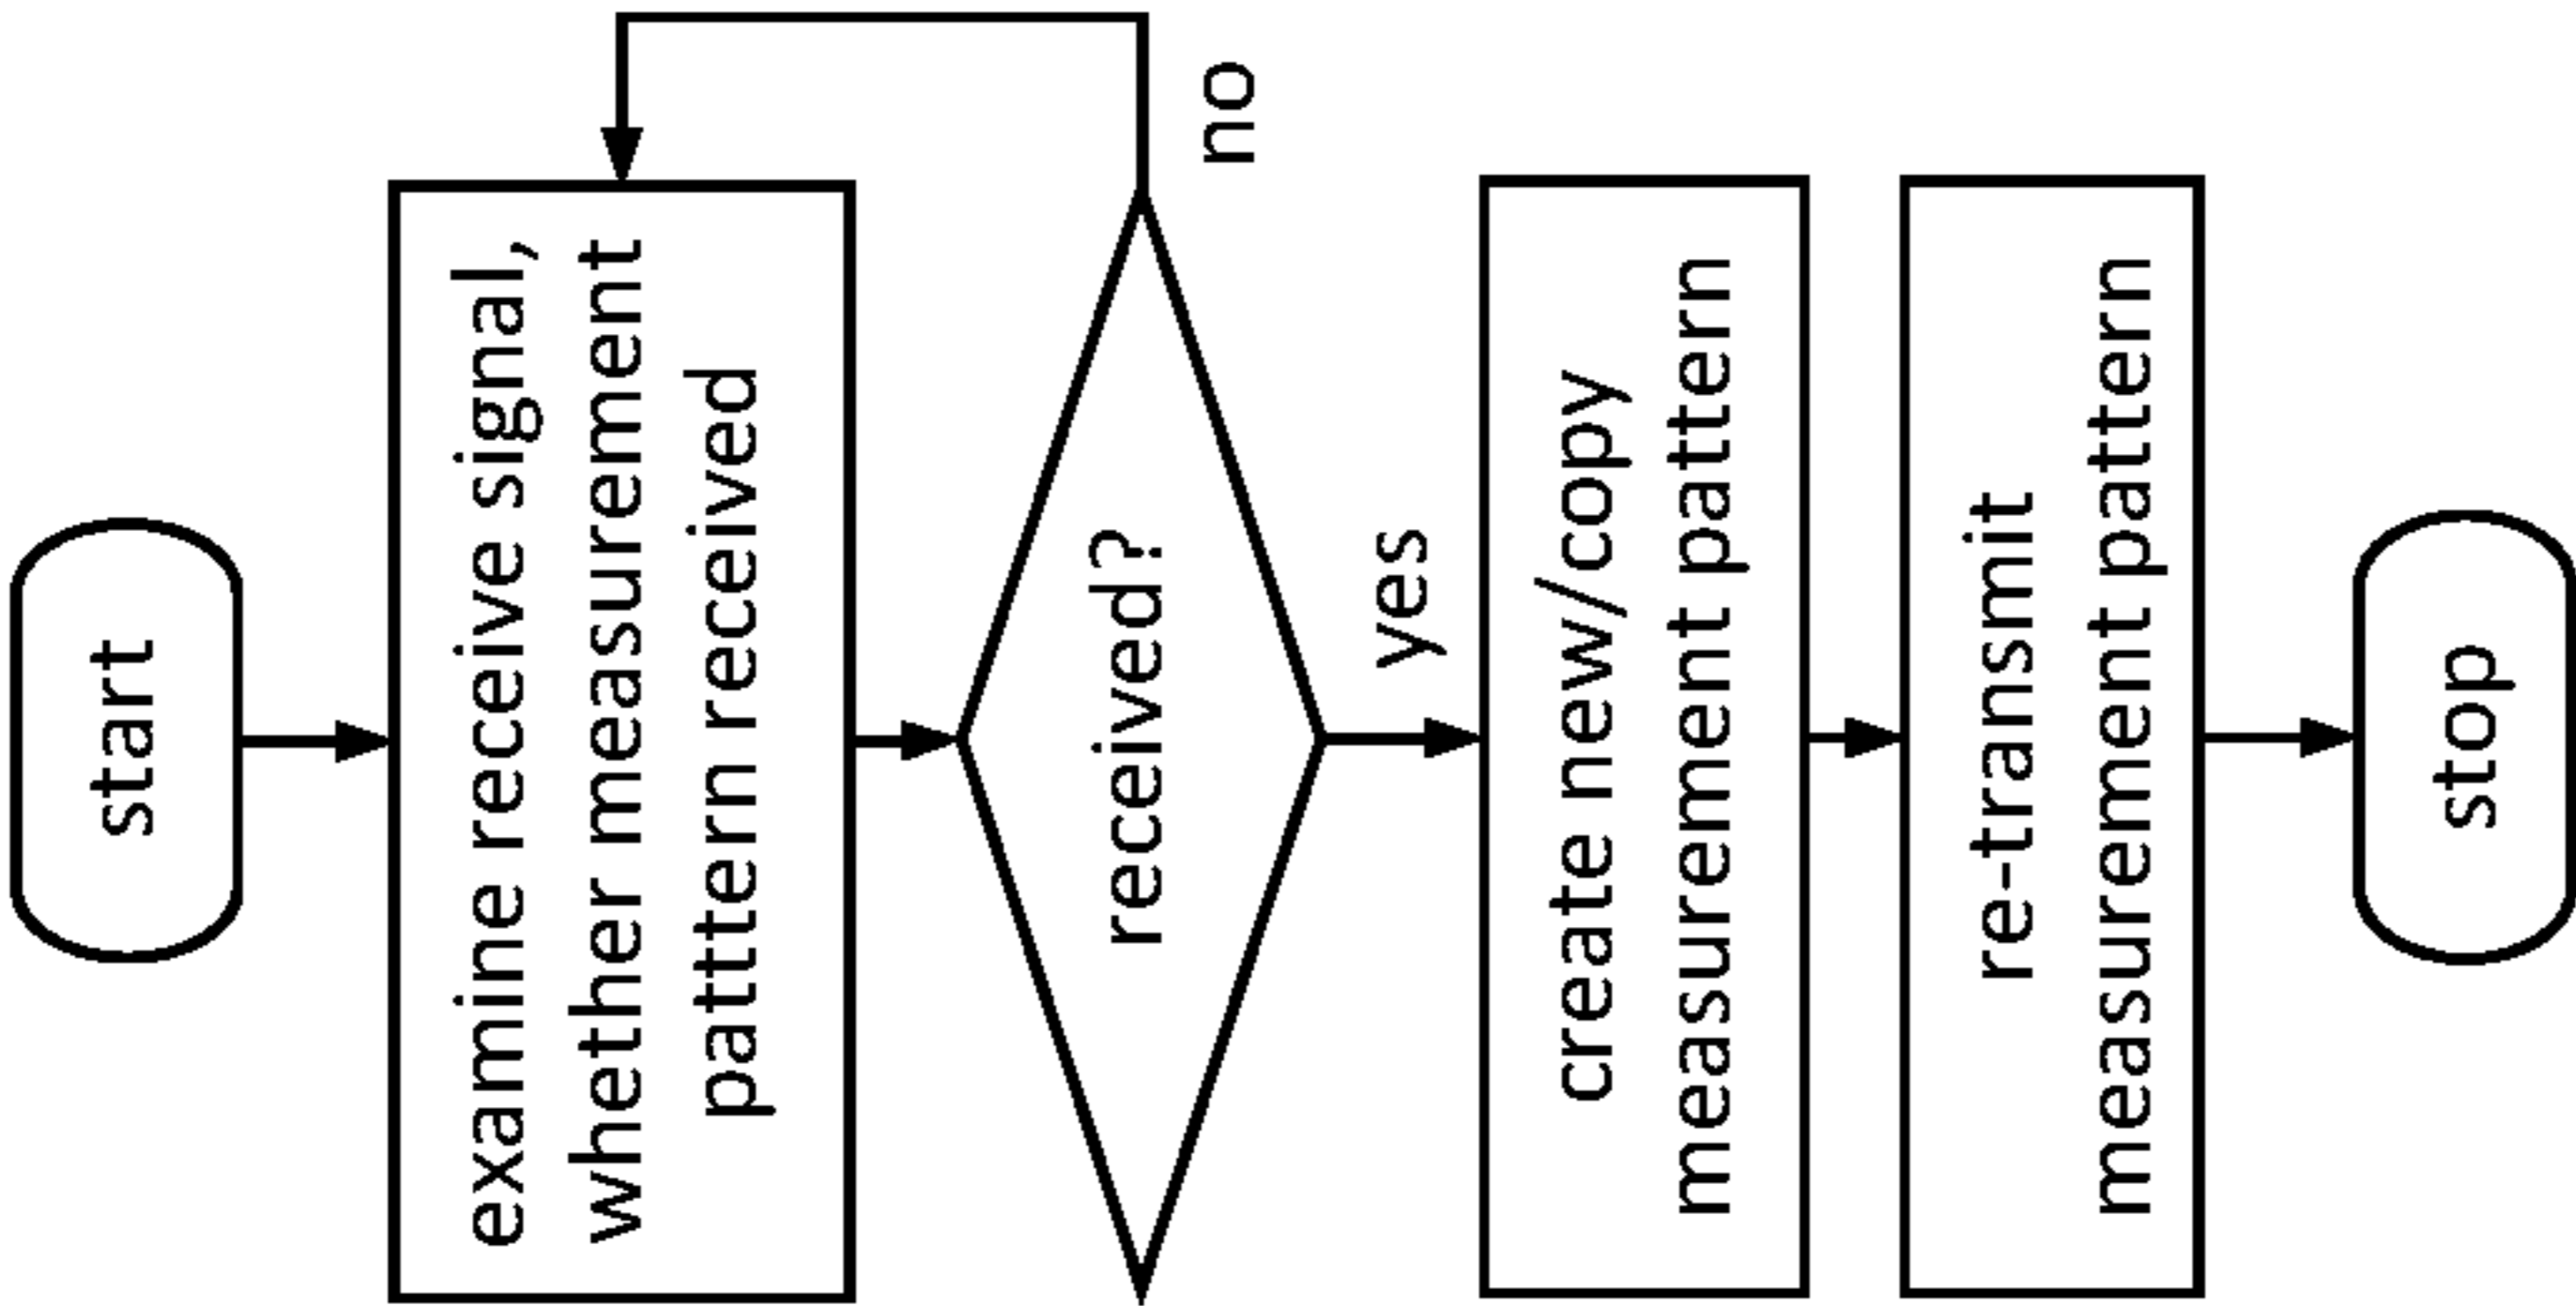 start
examine receive signal,
whether measurement
patttern received
received?
no
yes
create new/copy
measurement pattern
re-transmit
measurement pattern
stop